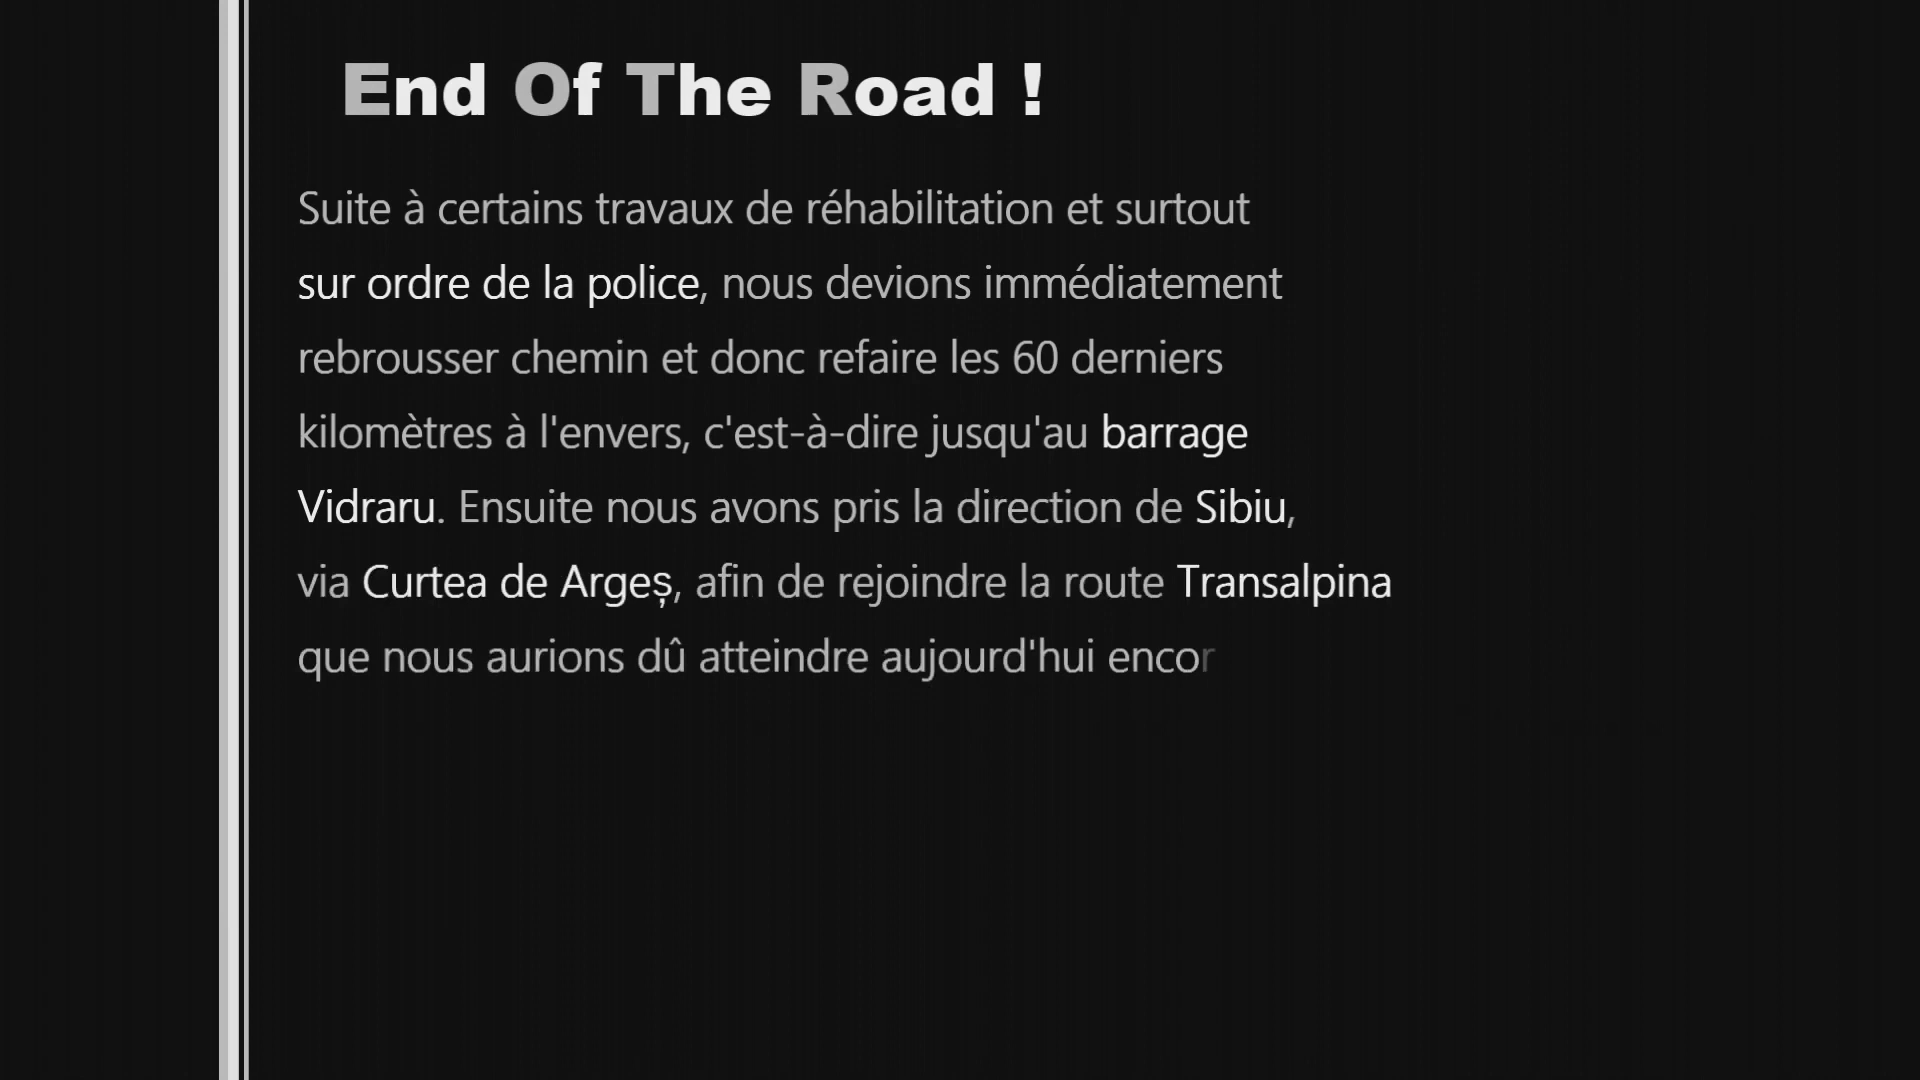 End Of The Road !
Suite à certains travaux de réhabilitation et surtout
sur ordre de la police, nous devions immédiatement
rebrousser chemin et donc refaire les 60 derniers
kilomètres à l'envers, c'est-à-dire jusqu'au barrage
Vidraru. Ensuite nous avons pris la direction de Sibiu,
via Curtea de Argeș, afin de rejoindre la route Transalpina
que nous aurions dû atteindre aujourd'hui encor